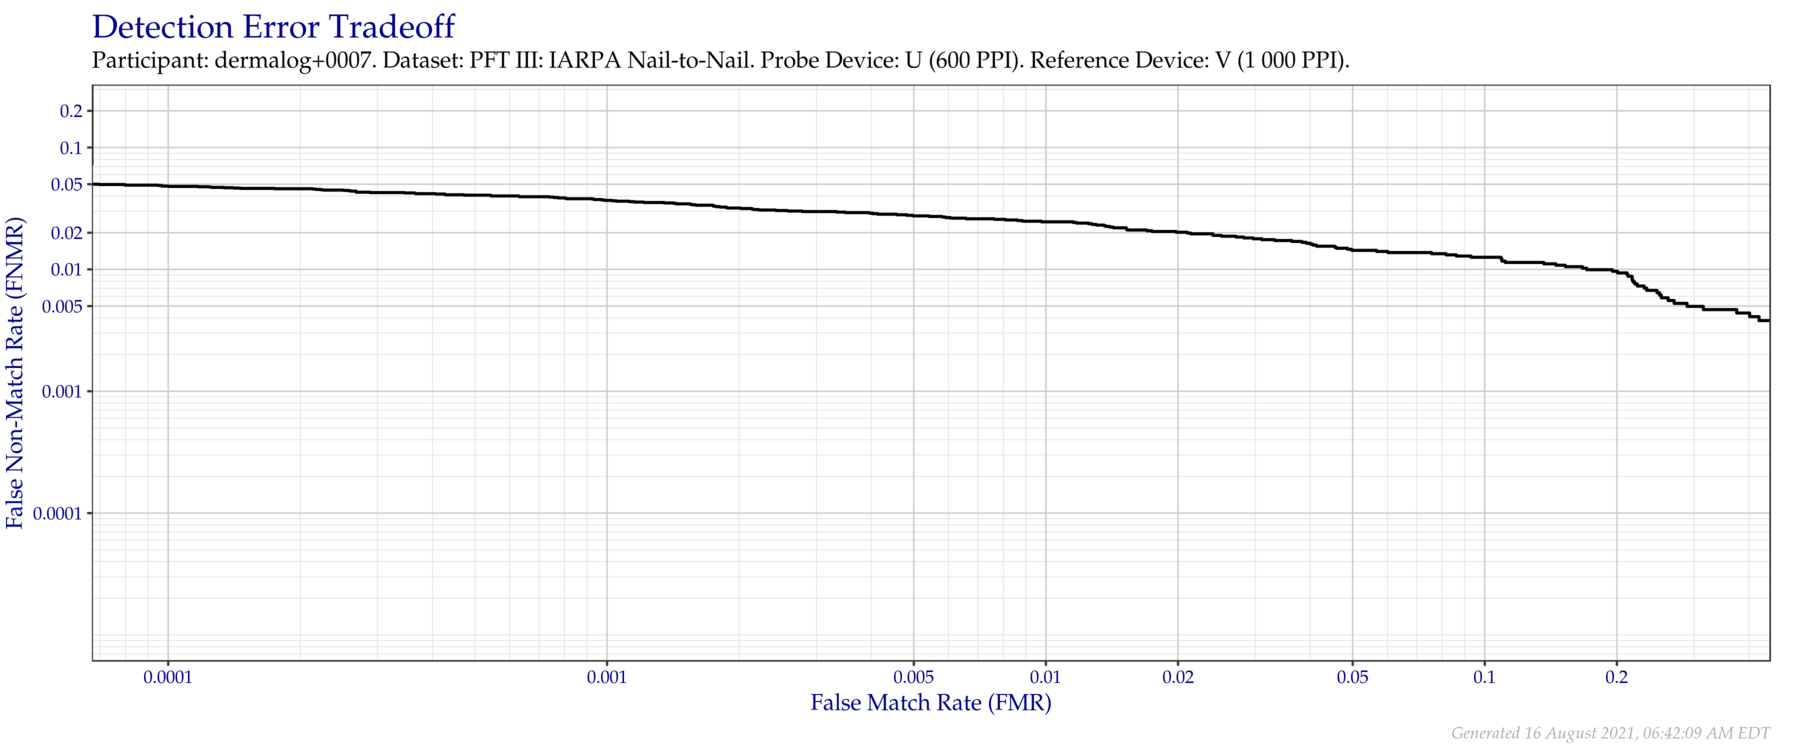 Detection Error Tradeoff
Participant: dermalog+0007. Dataset: PFT III: IARPA Nail-to-Nail. Probe Device: U (600 PPI). Reference Device: V (1 000 PPI).
False Non-Match Rate (FNMR)
0.2
0.1
0.05
0.02
0.01
0.005
0.001
0.0001
0.0001 0.001 0.005 0.01 0.02 0.05 0.1 0.2
False Match Rate (FMR)
Generated 16 August 2021, 06:42:09 AM EDT